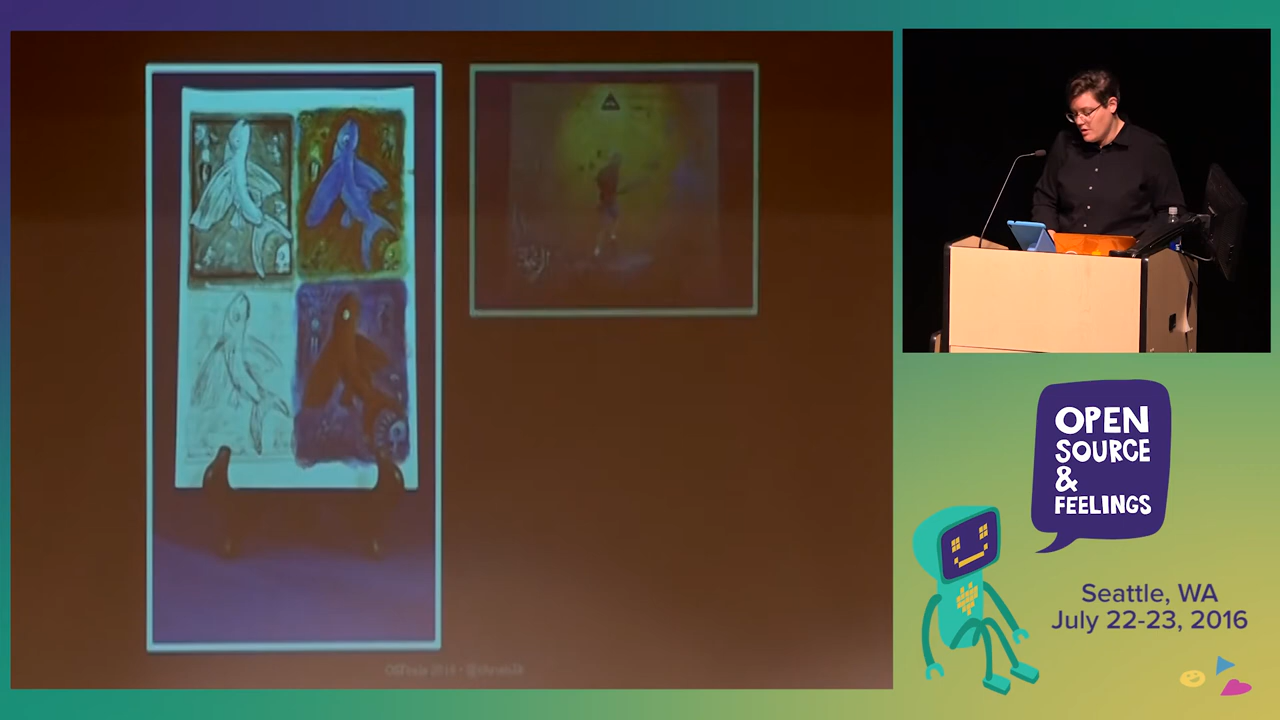 OPEN
SOURCE
&
FEELINGS
Seattle, WA
July 22-23, 2016